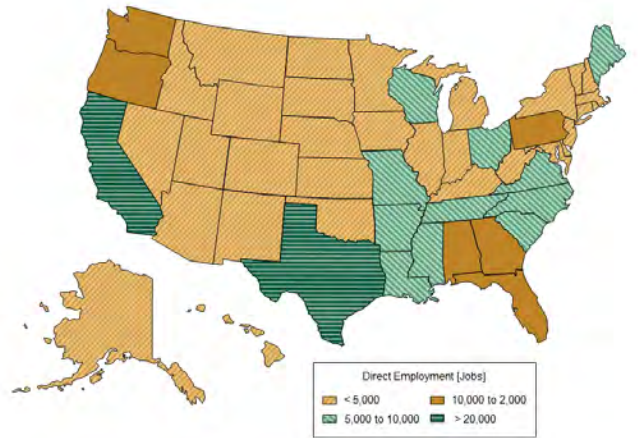 Direct Employment [Jobs]
< 5,000 10,000 to 2,000
5,000 to 10,000 > 20,000